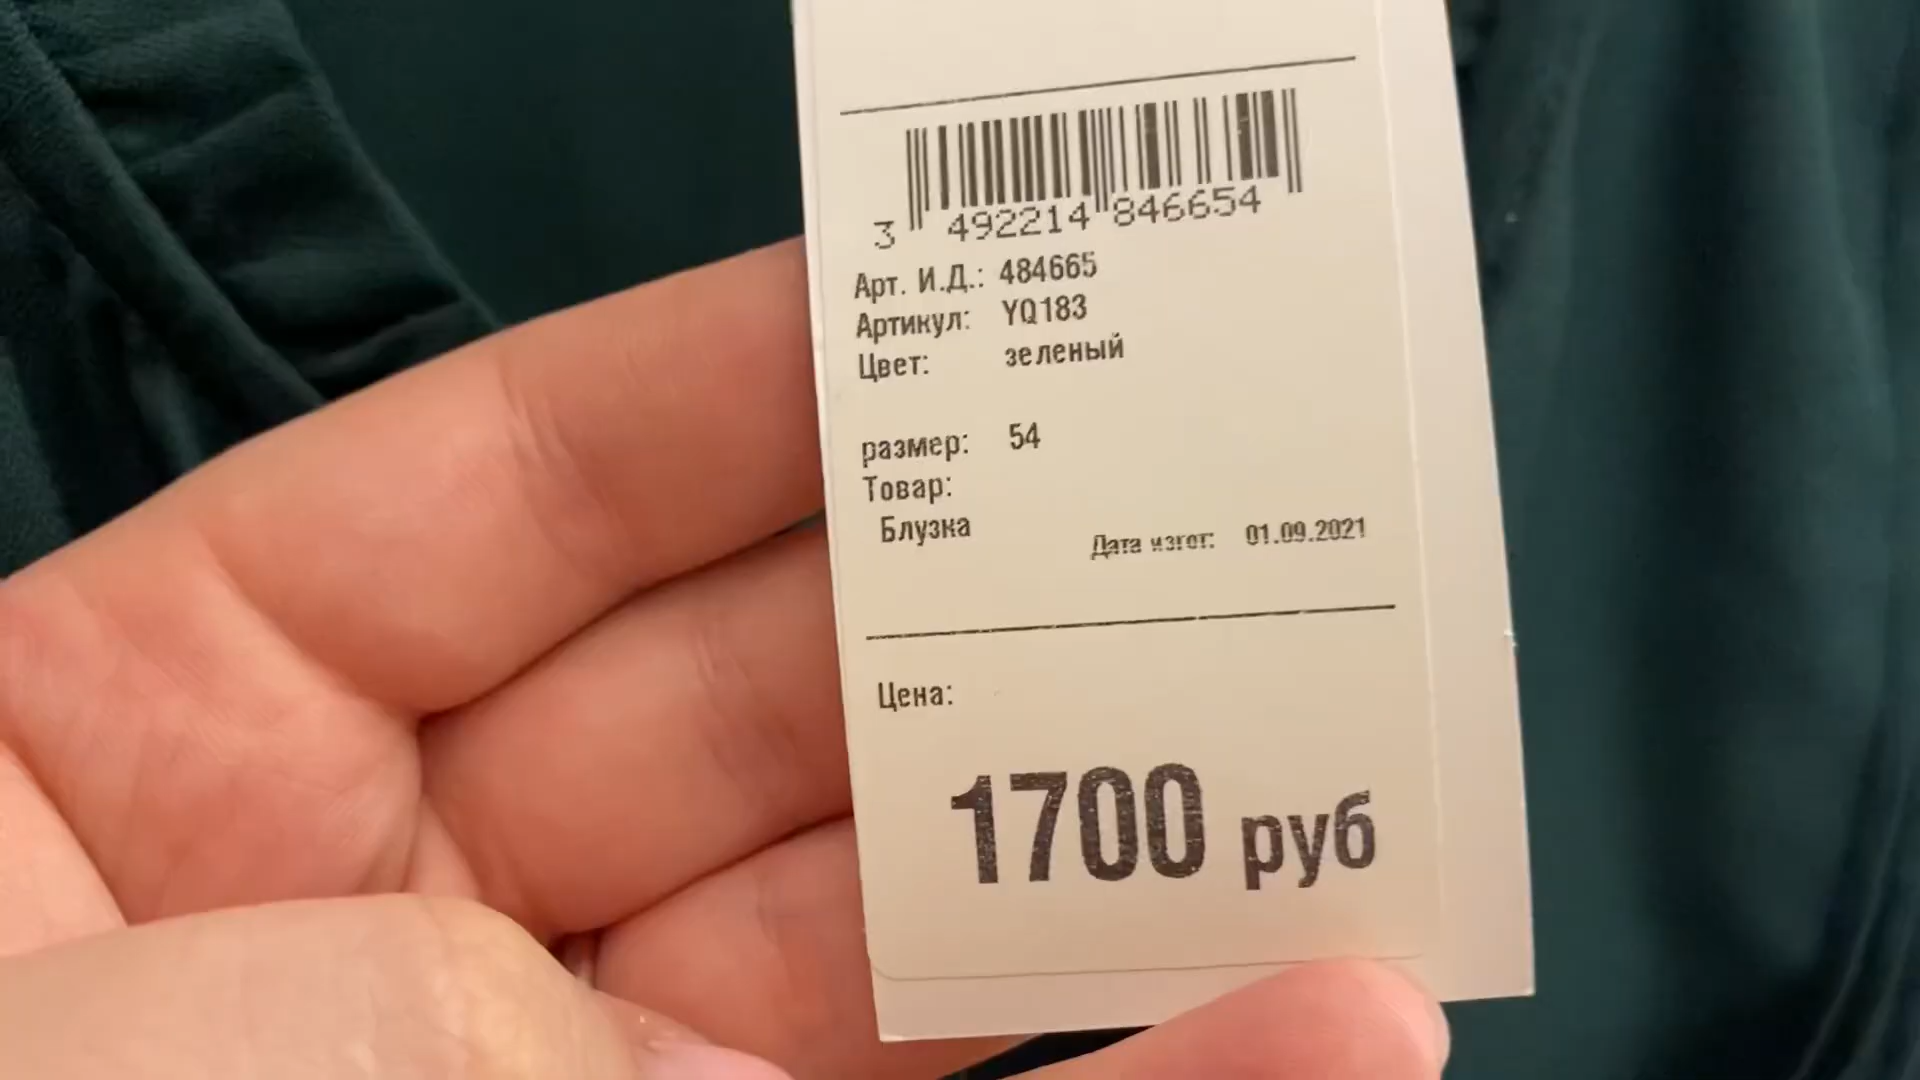 3 492214 846654
Арт. И.Д.: 484665
Артикул: YQ183
Цвет: зеленый
размер: 54
Товар:
Блузка
Дата изгот: 01.09.2021
Цена:
1700 руб